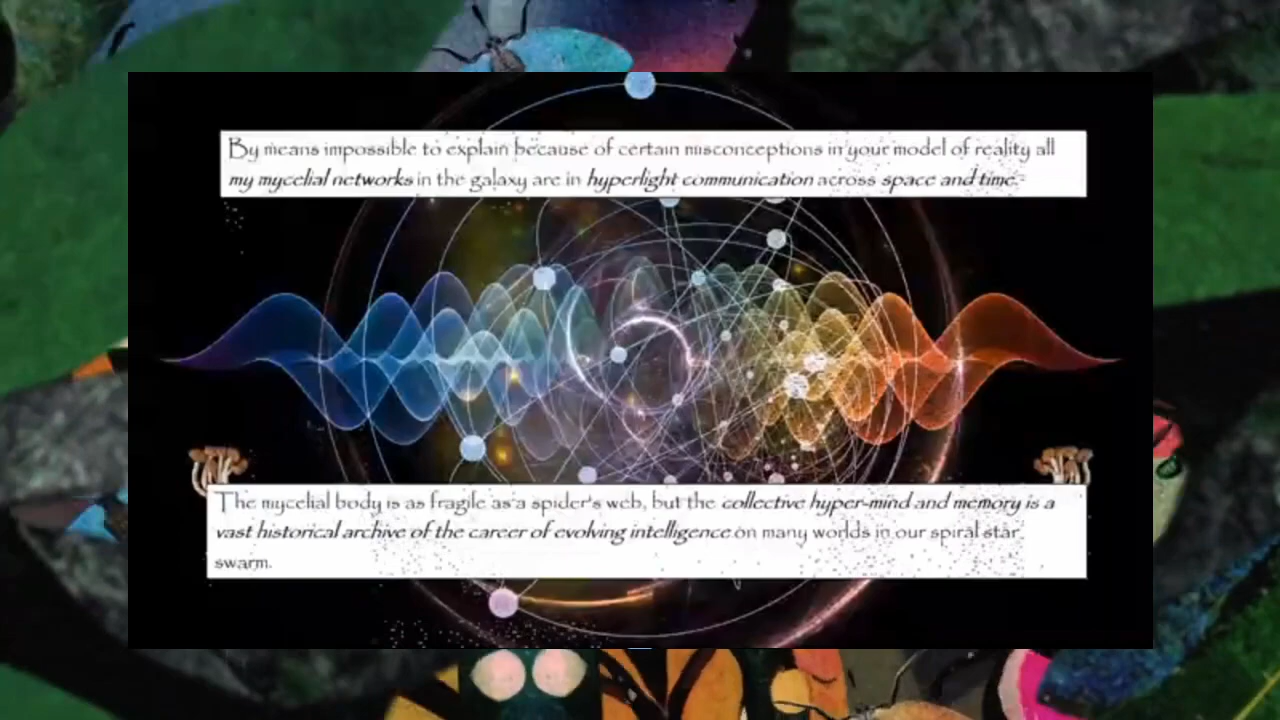 By means impossible to explain because of certain misconceptions in your model of reality all
my mycelial networks in the galaxy are in hyperlight communication across space and time.
The mycelial body is as fragile as a spider's web, but the collective hyper-mind and memory is a
vast historical archive of the career of evolving intelligence on many worlds in our spiral star
swarm.